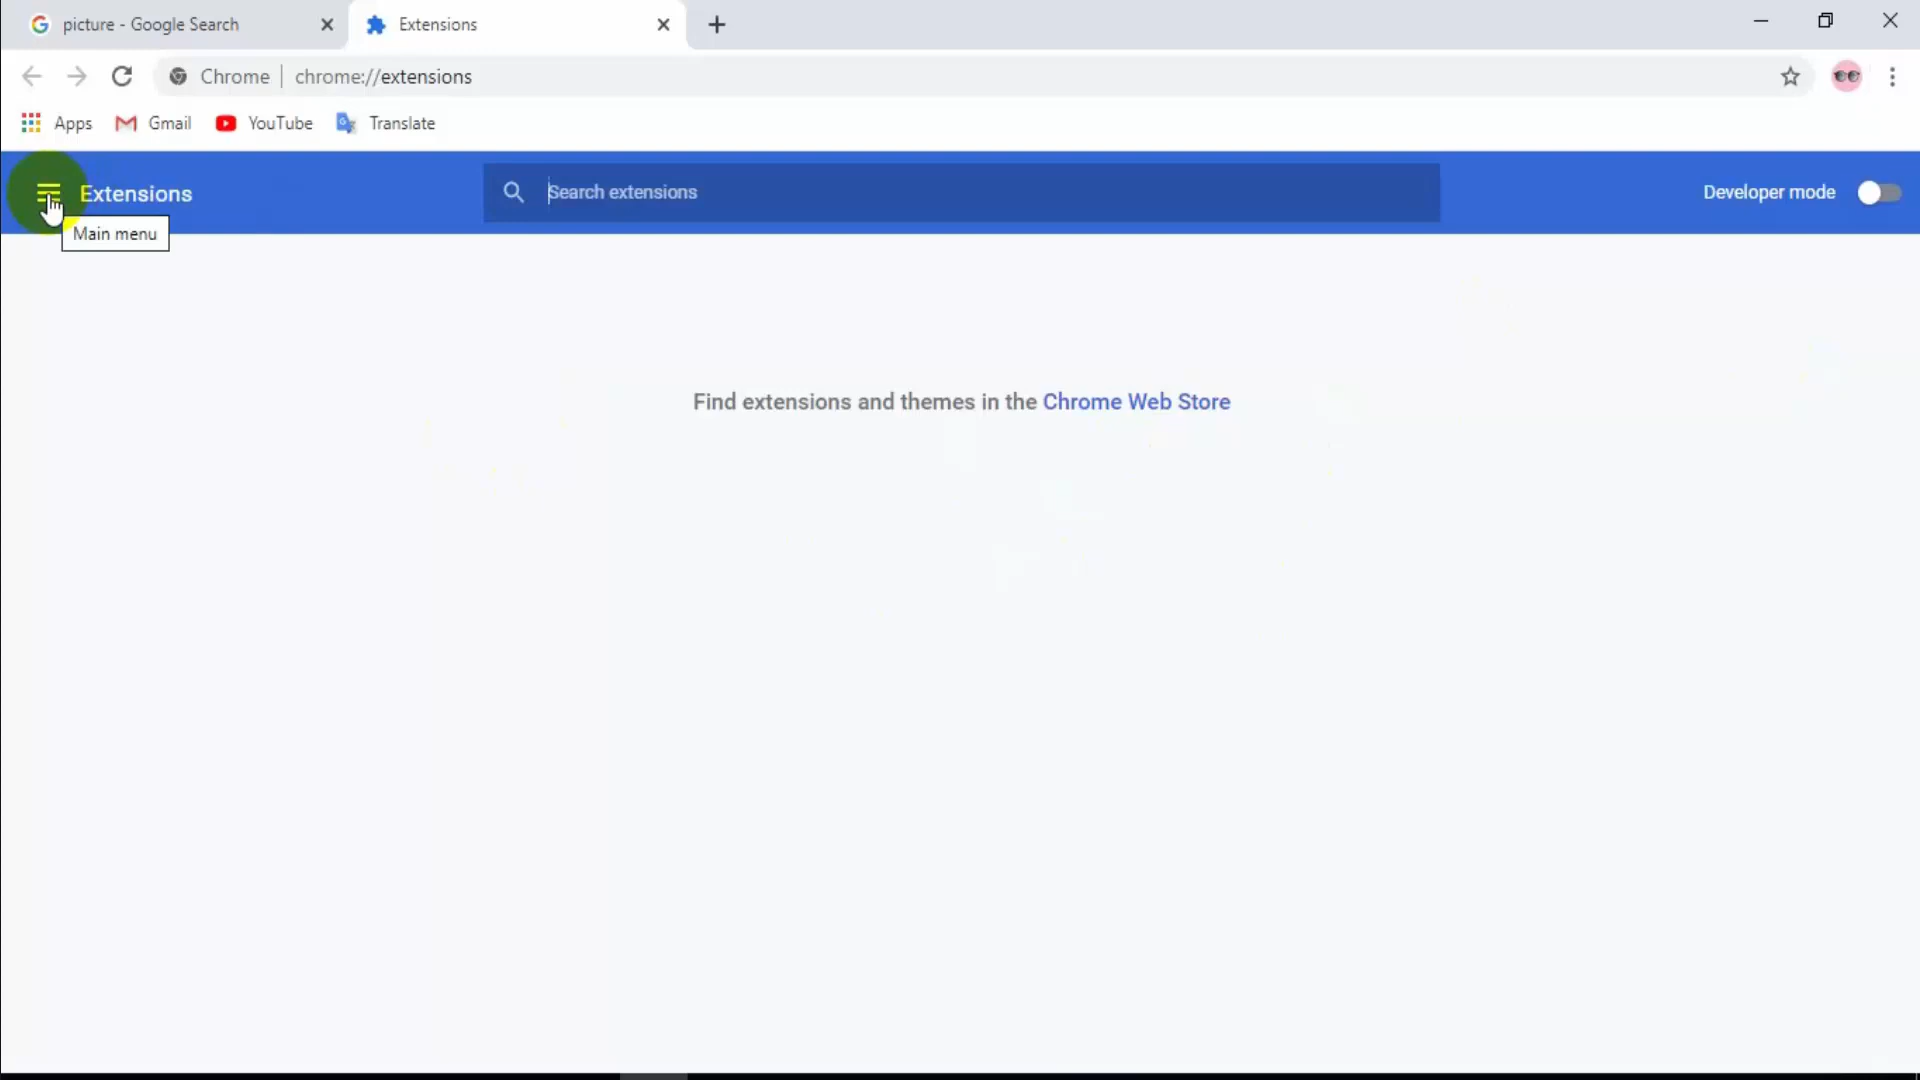 picture - Google Search
Extensions
Chrome
chrome://extensions
Apps
Gmail
YouTube
Translate
Extensions
Search extensions
Developer mode
Main menu
Find extensions and themes in the Chrome Web Store